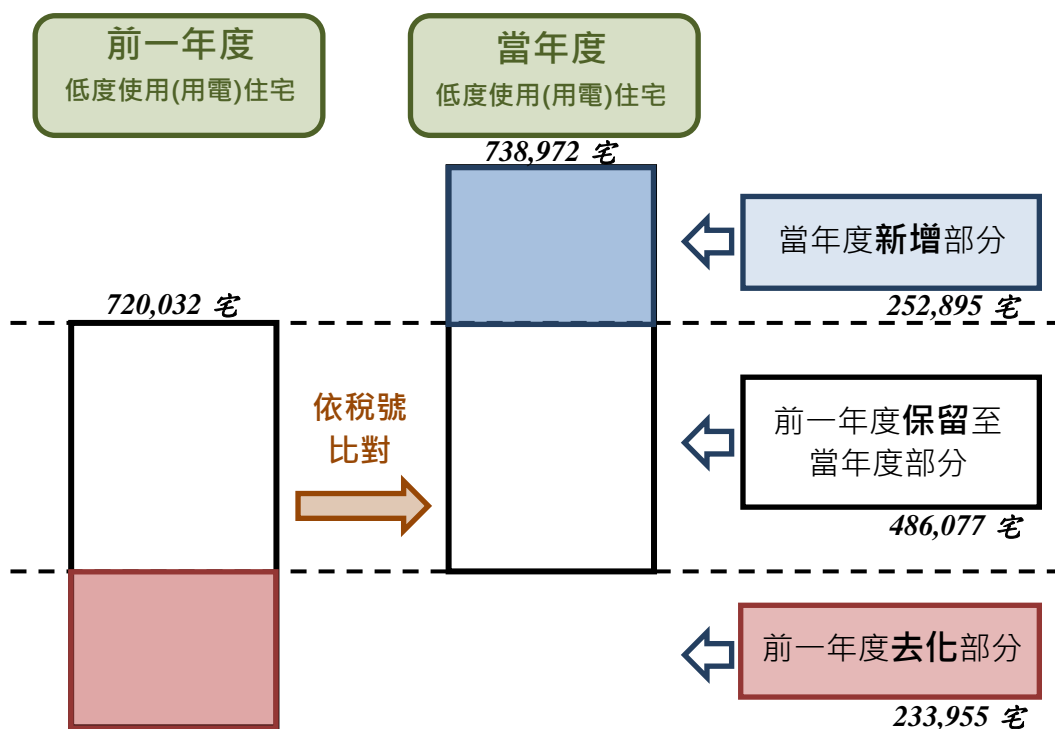 前一年度
低度使用(用電)住宅
當年度
低度使用(用電)住宅
738,972 宅
當年度新增部分
252,895 宅
720,032 宅
依稅號
比對
前一年度保留至
當年度部分
486,077 宅
前一年度去化部分
233,955 宅